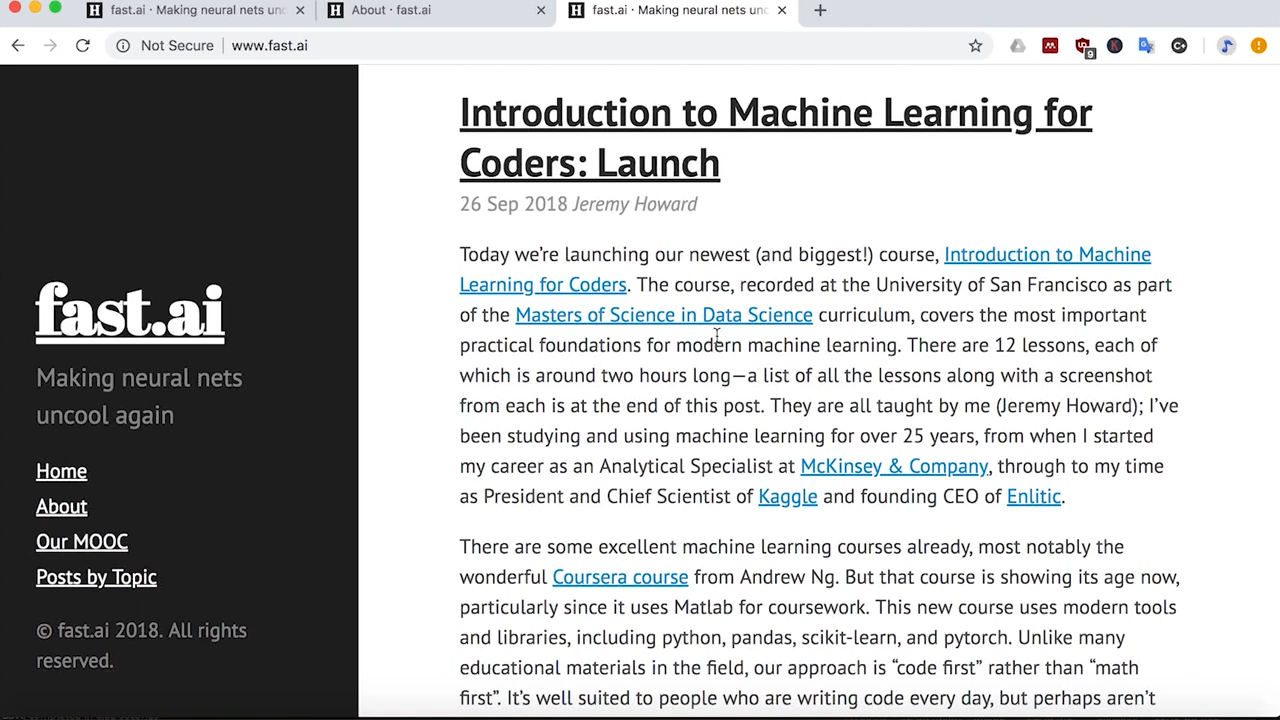 fast.ai · Making neural nets unc
About · fast.ai
fast.ai · Making neural nets unc
Not Secure www.fast.ai
9
fast.ai
Making neural nets
uncool again
Home
About
Our MOOC
Posts by Topic
© fast.ai 2018. All rights
reserved.
Introduction to Machine Learning for
Coders: Launch
26 Sep 2018 Jeremy Howard
Today we’re launching our newest (and biggest!) course, Introduction to Machine
Learning for Coders. The course, recorded at the University of San Francisco as part
of the Masters of Science in Data Science curriculum, covers the most important
practical foundations for modern machine learning. There are 12 lessons, each of
which is around two hours long—a list of all the lessons along with a screenshot
from each is at the end of this post. They are all taught by me (Jeremy Howard); I’ve
been studying and using machine learning for over 25 years, from when I started
my career as an Analytical Specialist at McKinsey & Company, through to my time
as President and Chief Scientist of Kaggle and founding CEO of Enlitic.
There are some excellent machine learning courses already, most notably the
wonderful Coursera course from Andrew Ng. But that course is showing its age now,
particularly since it uses Matlab for coursework. This new course uses modern tools
and libraries, including python, pandas, scikit-learn, and pytorch. Unlike many
educational materials in the field, our approach is “code first” rather than “math
first”. It’s well suited to people who are writing code every day, but perhaps aren’t